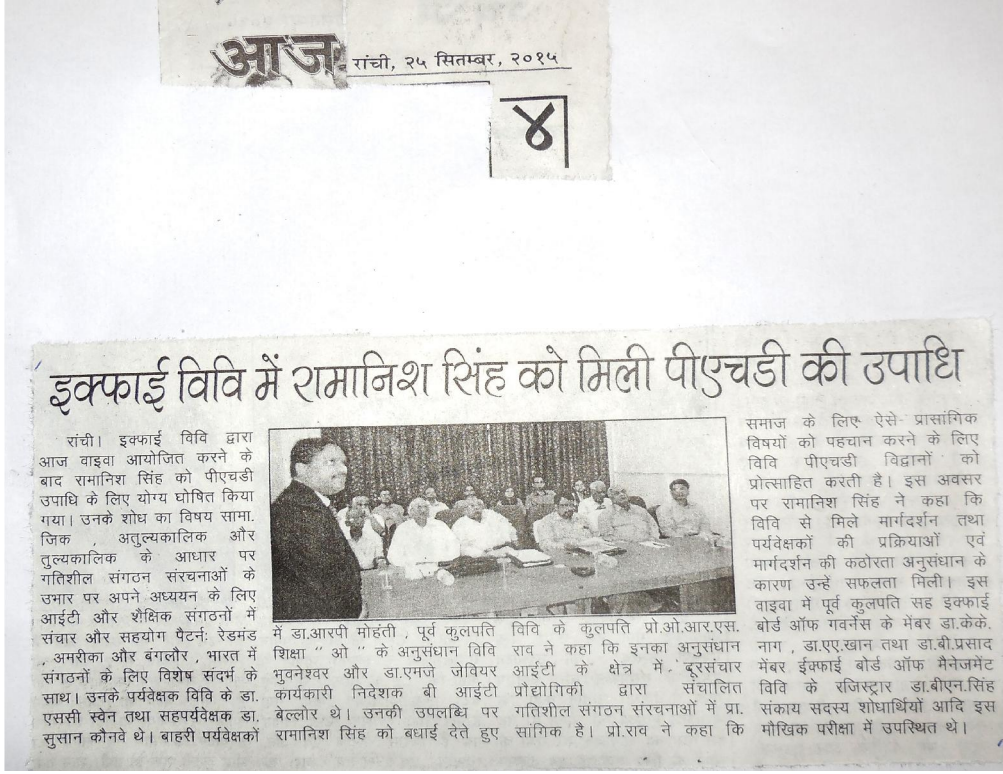 आज
रांची, २५ सितम्बर, २०१५
४
इक्फाई विवि में रामानिश सिंह को मिली पीएचडी की उपाधि
रांची। इक्फाई विवि द्वारा
आज वाइवा आयोजित करने के
बाद रामानिश सिंह को पीएचडी
उपाधि के लिए योग्य घोषित किया
गया। उनके शोध का विषय सामा.
जिक , अतुल्यकालिक और
तुल्यकालिक के आधार पर
गतिशील संगठन संरचनाओं के
उभार पर अपने अध्ययन के लिए
आईटी और शैक्षिक संगठनों में
संचार और सहयोग पैटर्न: रेडमंड
, अमरीका और बंगलौर , भारत में
संगठनों के लिए विशेष संदर्भ के
साथ। उनके पर्यवेक्षक विवि के डा.
एससी स्वेन तथा सहपर्यवेक्षक डा.
सुसान कौनवे थे। बाहरी पर्यवेक्षकों
में डा.आरपी मोहंती , पूर्व कुलपति
शिक्षा " ओ " के अनुसंधान विवि
भुवनेश्वर और डा.एमजे जेवियर
कार्यकारी निदेशक बी आईटी
बेल्लोर थे। उनकी उपलब्धि पर
रामानिश सिंह को बधाई देते हुए
विवि के कुलपति प्रो.ओ.आर.एस.
राव ने कहा कि इनका अनुसंधान
आईटी के क्षेत्र में दूरसंचार
प्रौद्योगिकी द्वारा संचालित
गतिशील संगठन संरचनाओं में प्रा.
सांगिक है। प्रो.राव ने कहा कि
समाज के लिए ऐसे प्रासांगिक
विषयों को पहचान करने के लिए
विवि पीएचडी विद्वानों को
प्रोत्साहित करती है। इस अवसर
पर रामानिश सिंह ने कहा कि
विवि से मिले मार्गदर्शन तथा
पर्यवेक्षकों की प्रक्रियाओं एवं
मार्गदर्शन की कठोरता अनुसंधान के
कारण उन्हे सफलता मिली। इस
वाइवा में पूर्व कुलपति सह इक्फाई
बोर्ड ऑफ गवर्नेस के मेंबर डा.केके.
नाग , डा.एए.खान तथा डा.बी.प्रसाद
मेंबर ईक्फाई बोर्ड ऑफ मैनेजमेंट
विवि के रजिस्ट्रार डा.बीएन.सिंह
संकाय सदस्य शोधार्थियों आदि इस
मौखिक परीक्षा में उपस्थित थे।